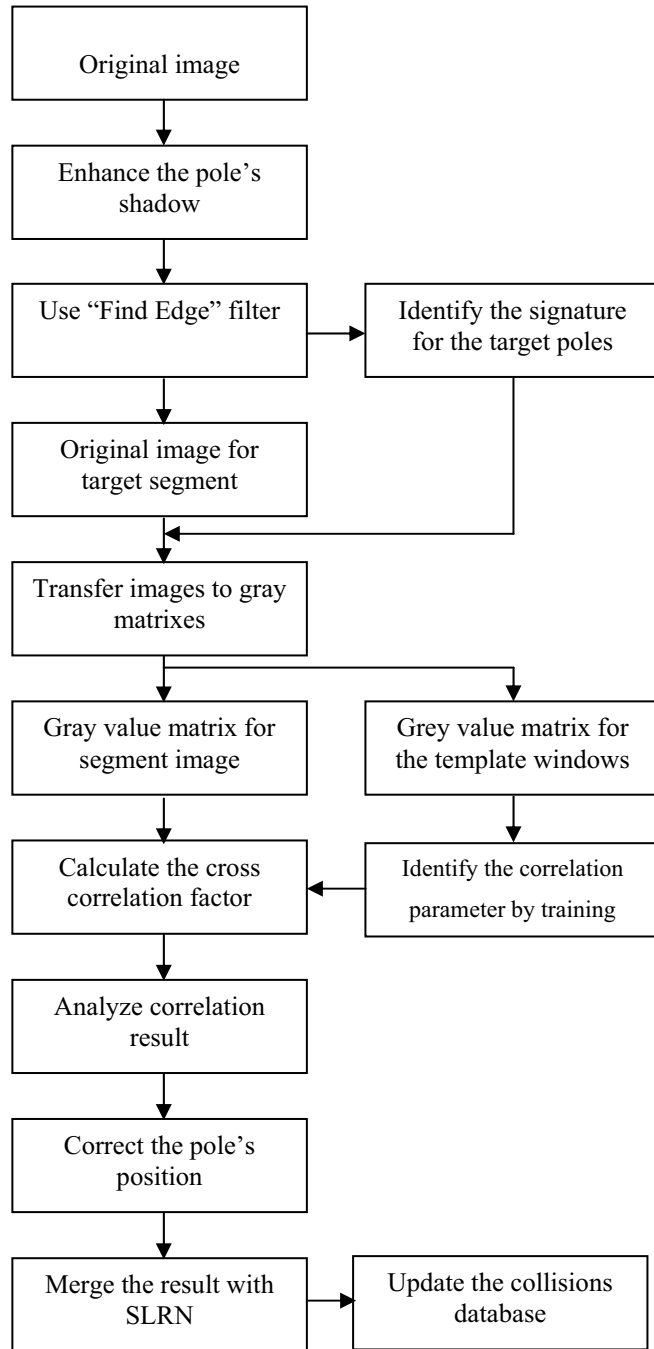 Original image
Enhance the pole’s
shadow
Use “Find Edge” filter
Identify the signature
for the target poles
Original image for
target segment
Transfer images to gray
matrixes
Gray value matrix for
segment image
Grey value matrix for
the template windows
Calculate the cross
correlation factor
Identify the correlation
parameter by training
Analyze correlation
result
Correct the pole’s
position
Merge the result with
SLRN
Update the collisions
database